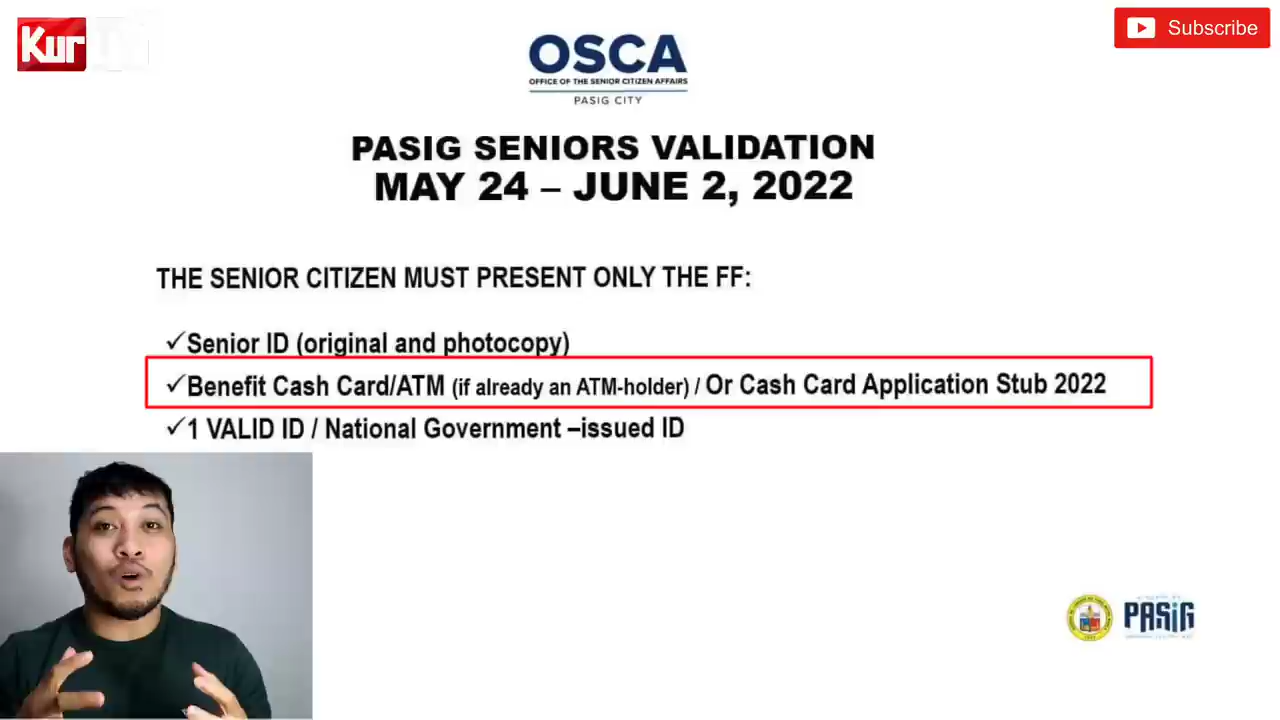 Kur
Subscribe
OSCA
OFFICE OF THE SENIOR CITIZEN AFFAIRS
PASIG CITY
PASIG SENIORS VALIDATION
MAY 24 – JUNE 2, 2022
THE SENIOR CITIZEN MUST PRESENT ONLY THE FF:
✓Senior ID (original and photocopy)
✓Benefit Cash Card/ATM (if already an ATM-holder) / Or Cash Card Application Stub 2022
✓1 VALID ID / National Government –issued ID
PASIG